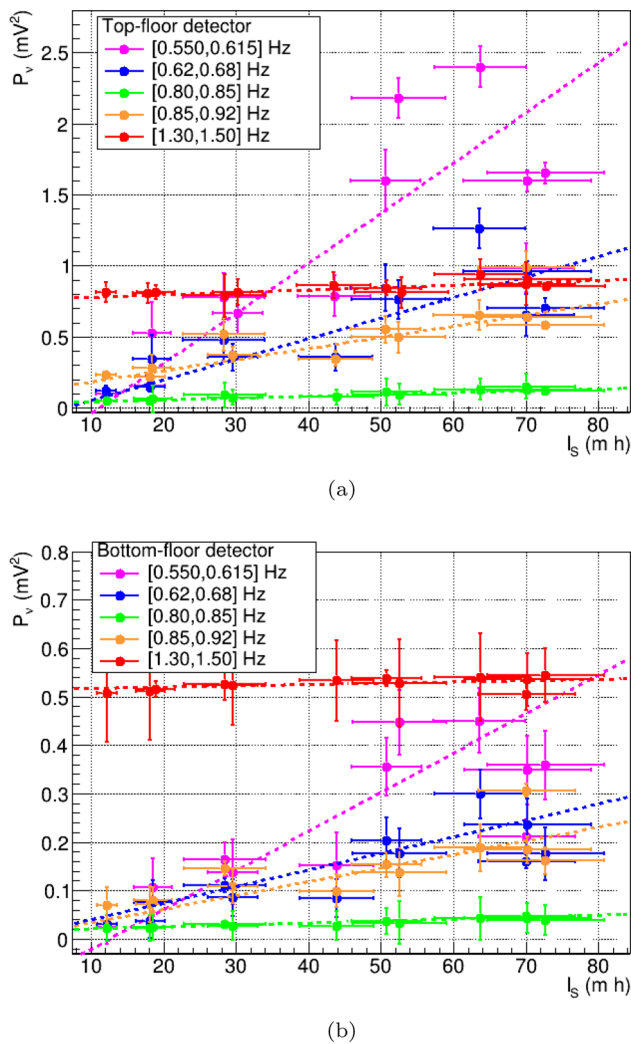 P_ν (mV²)
Top-floor detector
[0.550,0.615] Hz
[0.62,0.68] Hz
[0.80,0.85] Hz
[0.85,0.92] Hz
[1.30,1.50] Hz
2.5
2
1.5
1
0.5
0
10 20 30 40 50 60 70 80
I_S (m h)
(a)
P_ν (mV²)
Bottom-floor detector
[0.550,0.615] Hz
[0.62,0.68] Hz
[0.80,0.85] Hz
[0.85,0.92] Hz
[1.30,1.50] Hz
0.8
0.7
0.6
0.5
0.4
0.3
0.2
0.1
0
10 20 30 40 50 60 70 80
I_S (m h)
(b)